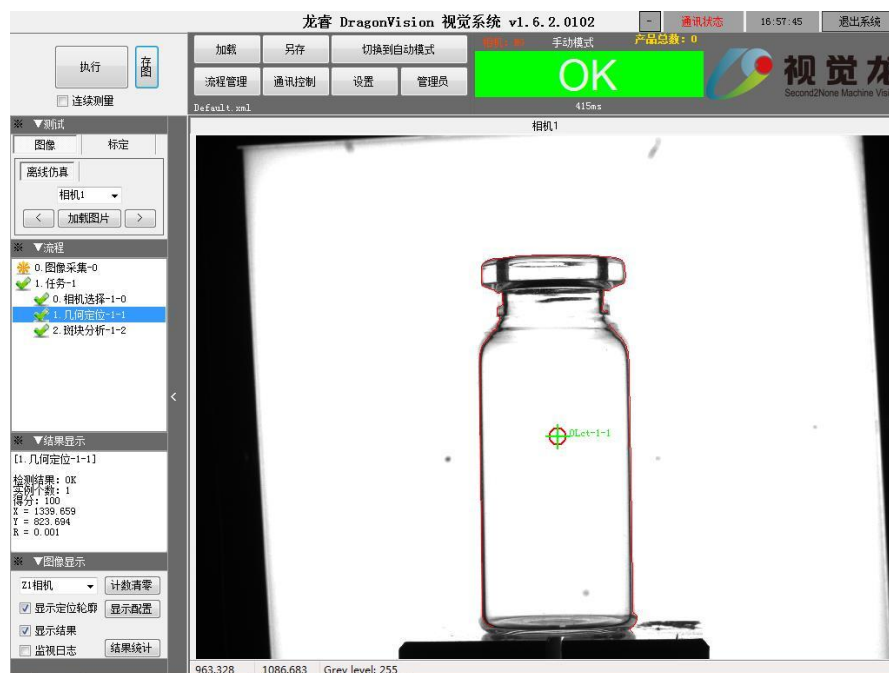 龙睿 DragonVision 视觉系统 v1.6.2.0102
-
通讯状态
16:57:45
退出系统
执行
存图
连续测量
加载
另存
切换到自动模式
流程管理
通讯控制
设置
管理员
Default.xml
手动模式
产品总数: 0
OK
415ms
视觉龙
Second2None Machine Visi
※ ▼测试
图像
标定
离线仿真
相机1
<
加载图片
>
※ ▼流程
0.图像采集-0
1.任务-1
0.相机选择-1-0
1.几何定位-1-1
2.斑块分析-1-2
<
※ ▼结果显示
[1.几何定位-1-1]
检测结果: OK
实例个数: 1
得分: 100
X = 1339.659
Y = 823.694
R = 0.001
※ ▼图像显示
Z1相机
计数清零
显示定位轮廓
显示配置
显示结果
监视日志
结果统计
相机1
0Lct-1-1
963.328
1086.683
Grey level: 255